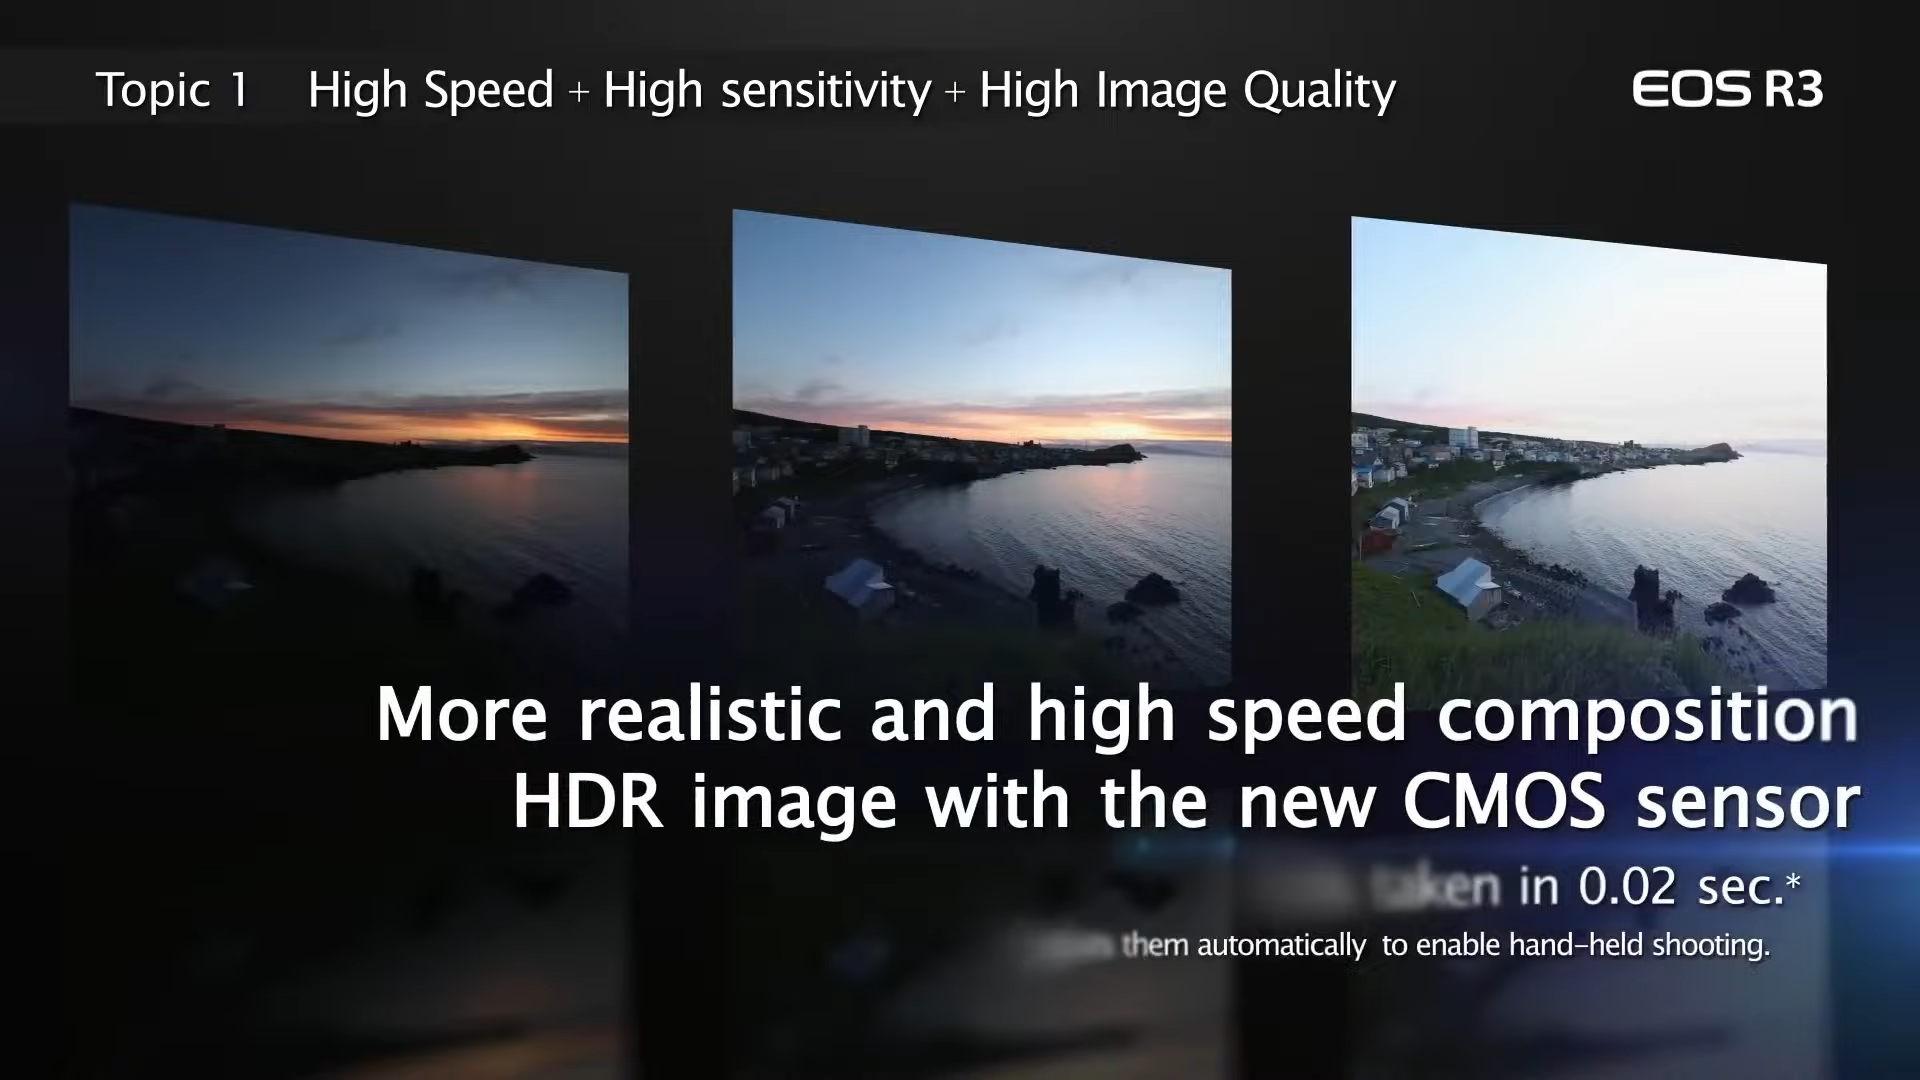 Topic 1 High Speed + High sensitivity + High Image Quality
EOS R3
More realistic and high speed composition
HDR image with the new CMOS sensor
taken in 0.02 sec.*
them automatically to enable hand-held shooting.